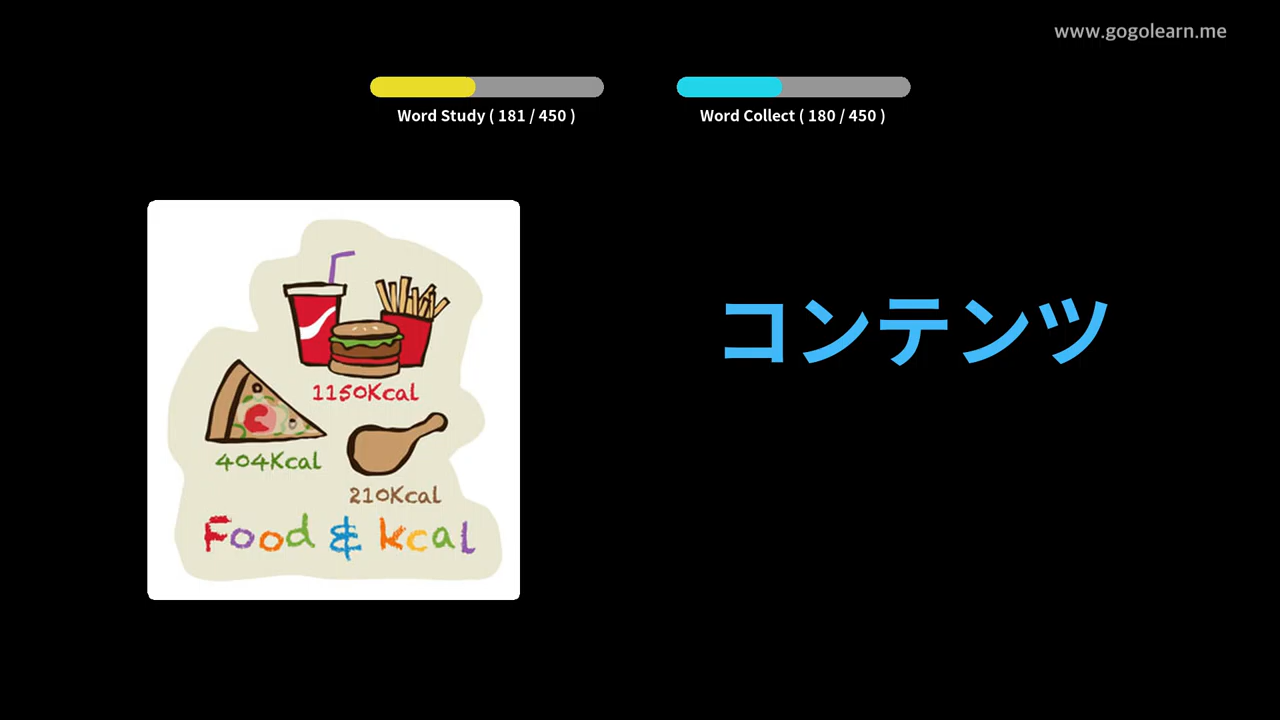 www.gogolearn.me
Word Study ( 181 / 450 )
Word Collect ( 180 / 450 )
コンテンツ
1150Kcal
404Kcal
210Kcal
Food & kcal